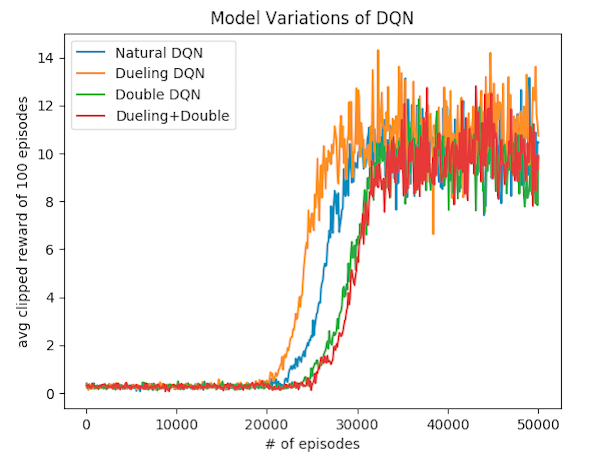 Model Variations of DQN
Natural DQN
Dueling DQN
Double DQN
Dueling+Double
avg clipped reward of 100 episodes
14
12
10
8
6
4
2
0
0 10000 20000 30000 40000 50000
# of episodes